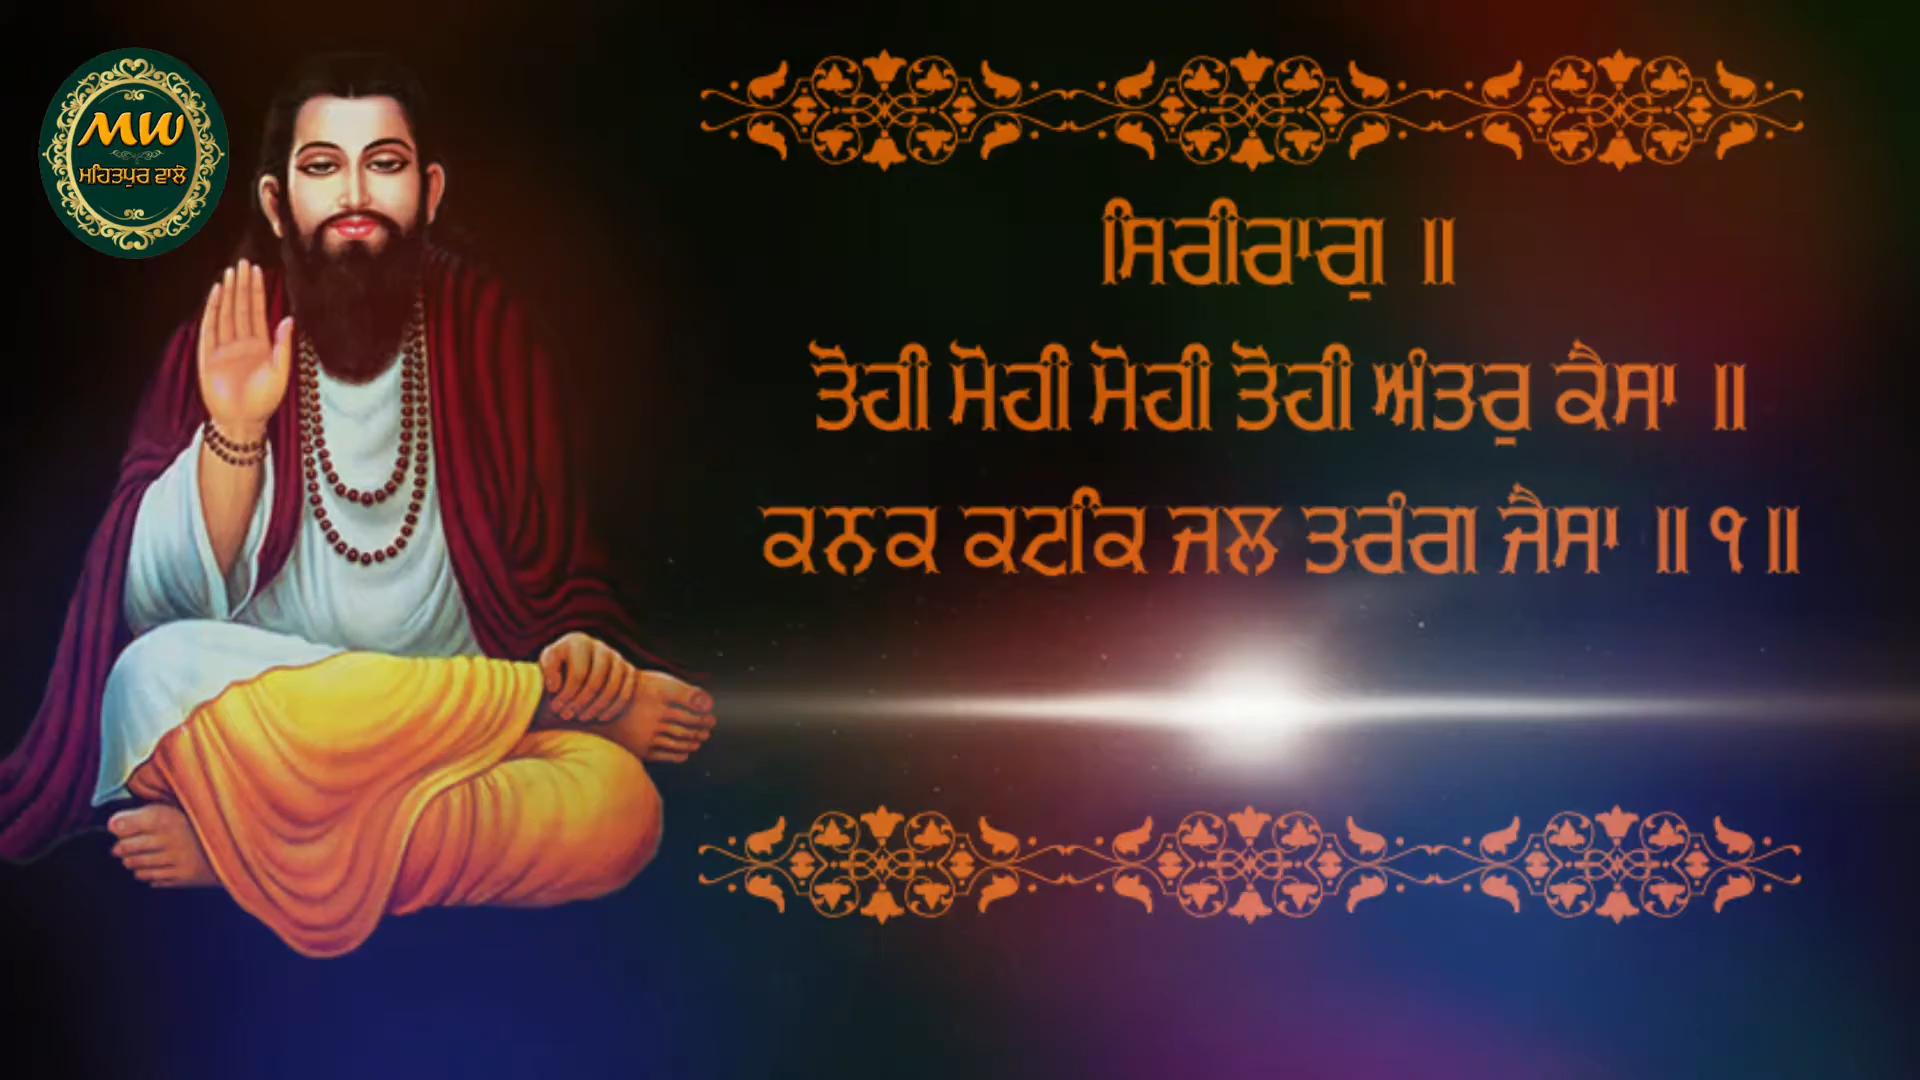 MW
ਮਹਿਤਪੁਰ ਵਾਲੇ
ਸਿਰੀਰਾਗੁ ॥
ਤੋਹੀ ਮੋਹੀ ਮੋਹੀ ਤੋਹੀ ਅੰਤਰੁ ਕੈਸਾ ॥
ਕਨਕ ਕਟਿਕ ਜਲ ਤਰੰਗ ਜੈਸਾ ॥੧॥